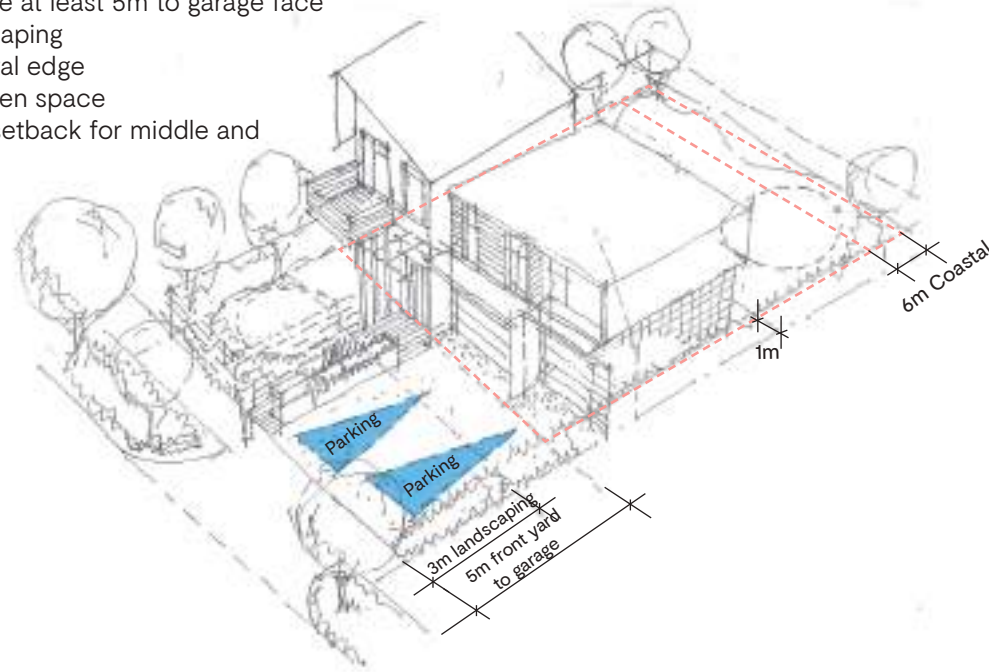 e at least 5m to garage face
aping
al edge
en space
setback for middle and
6m Coastal
1m
Parking
Parking
3m landscaping
5m front yard
to garage